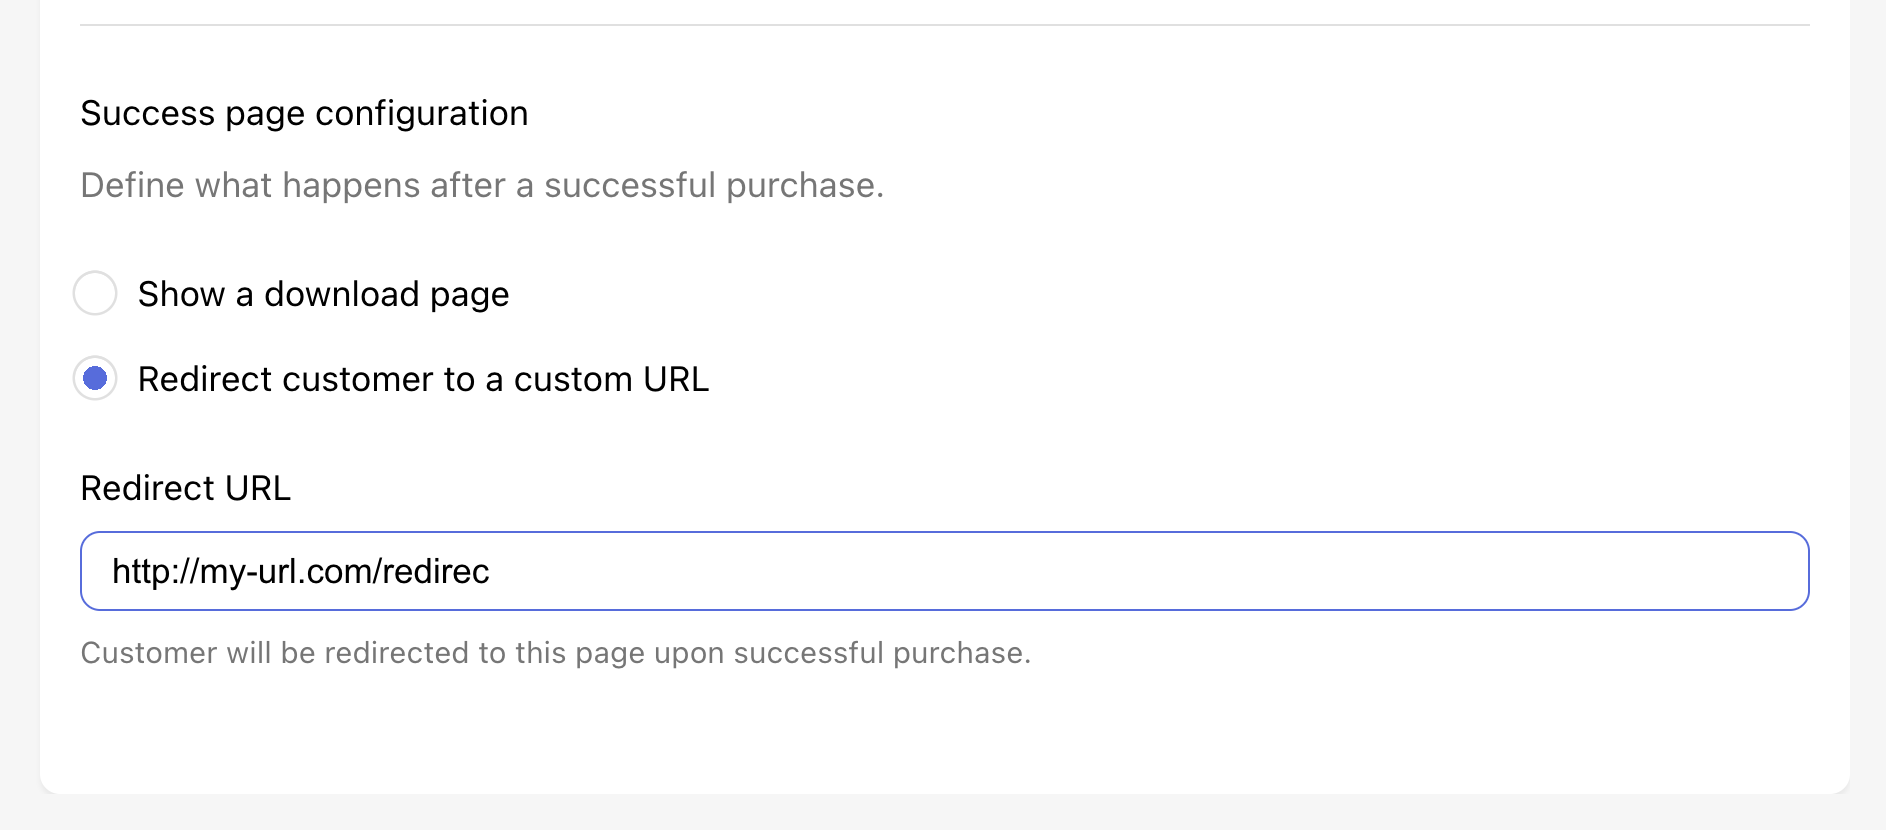 Success page configuration
Define what happens after a successful purchase.
Show a download page
Redirect customer to a custom URL
Redirect URL
http://my-url.com/redirec
Customer will be redirected to this page upon successful purchase.